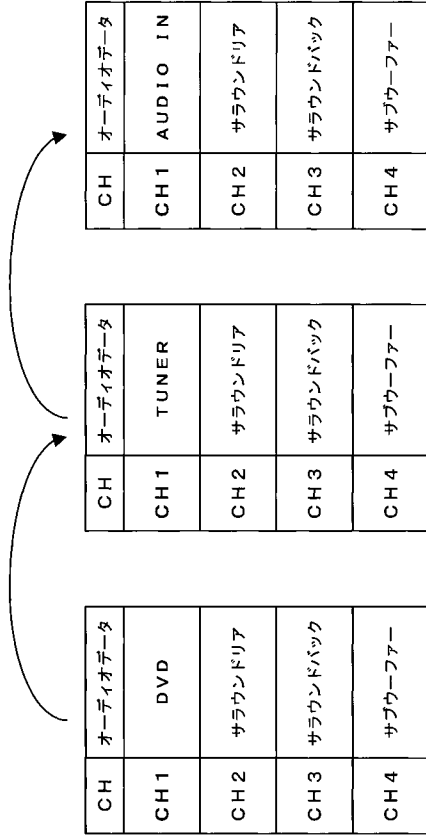 CH オーディオデータ
CH1 DVD
CH2 サラウンドリア
CH3 サラウンドバック
CH4 サブウーファー
CH オーディオデータ
CH1 TUNER
CH2 サラウンドリア
CH3 サラウンドバック
CH4 サブウーファー
CH オーディオデータ
CH1 AUDIO IN
CH2 サラウンドリア
CH3 サラウンドバック
CH4 サブウーファー